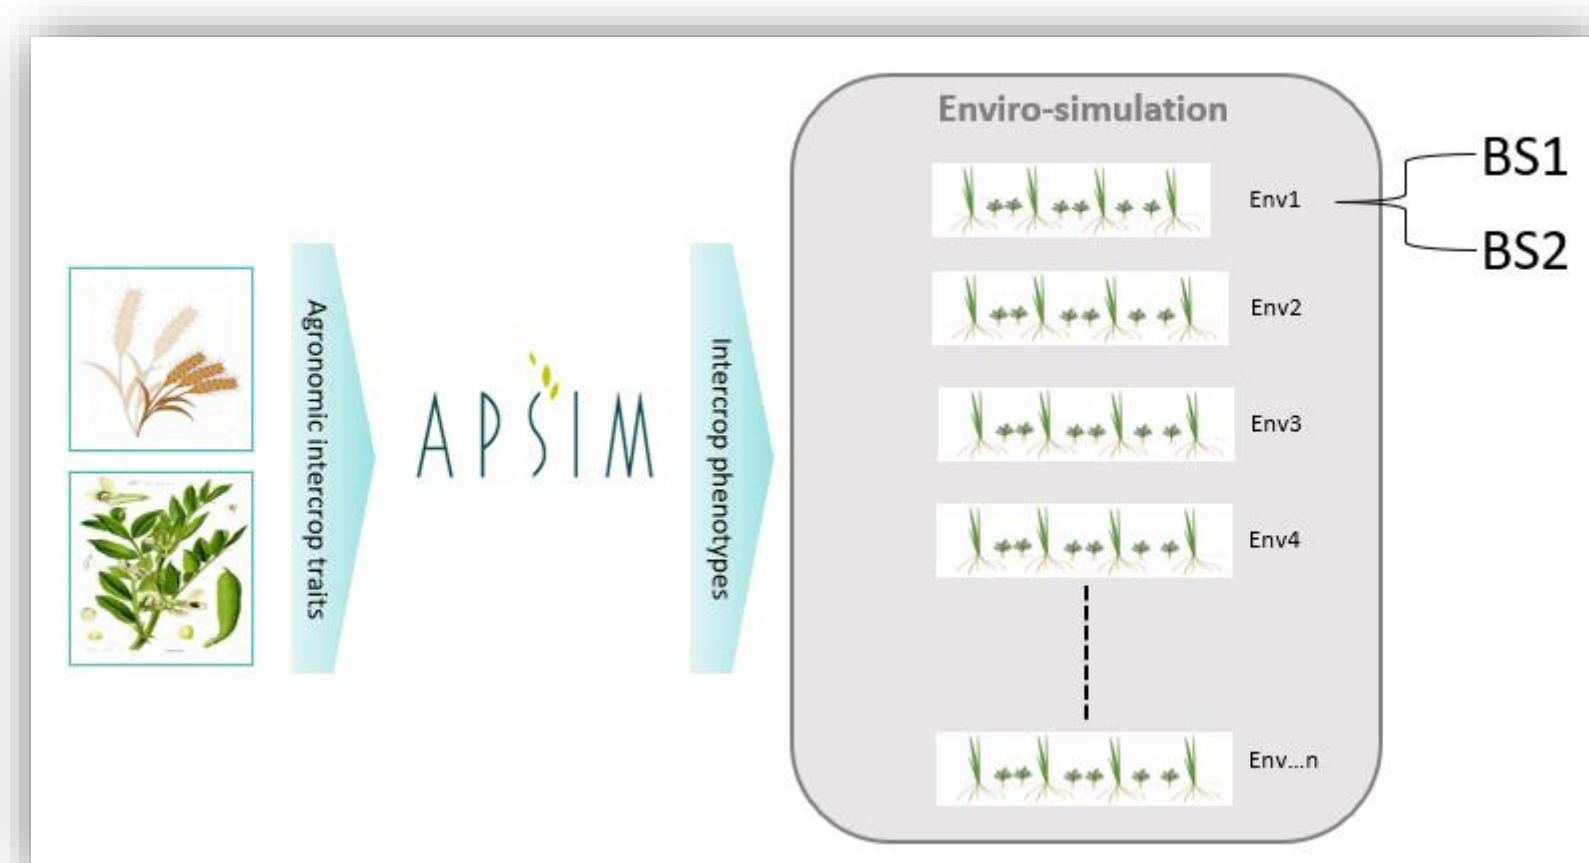 Enviro-simulation
BS1
Env1
BS2
Env2
Agronomic intercrop traits
APSIM
Intercrop phenotypes
Env3
Env4
Env...n